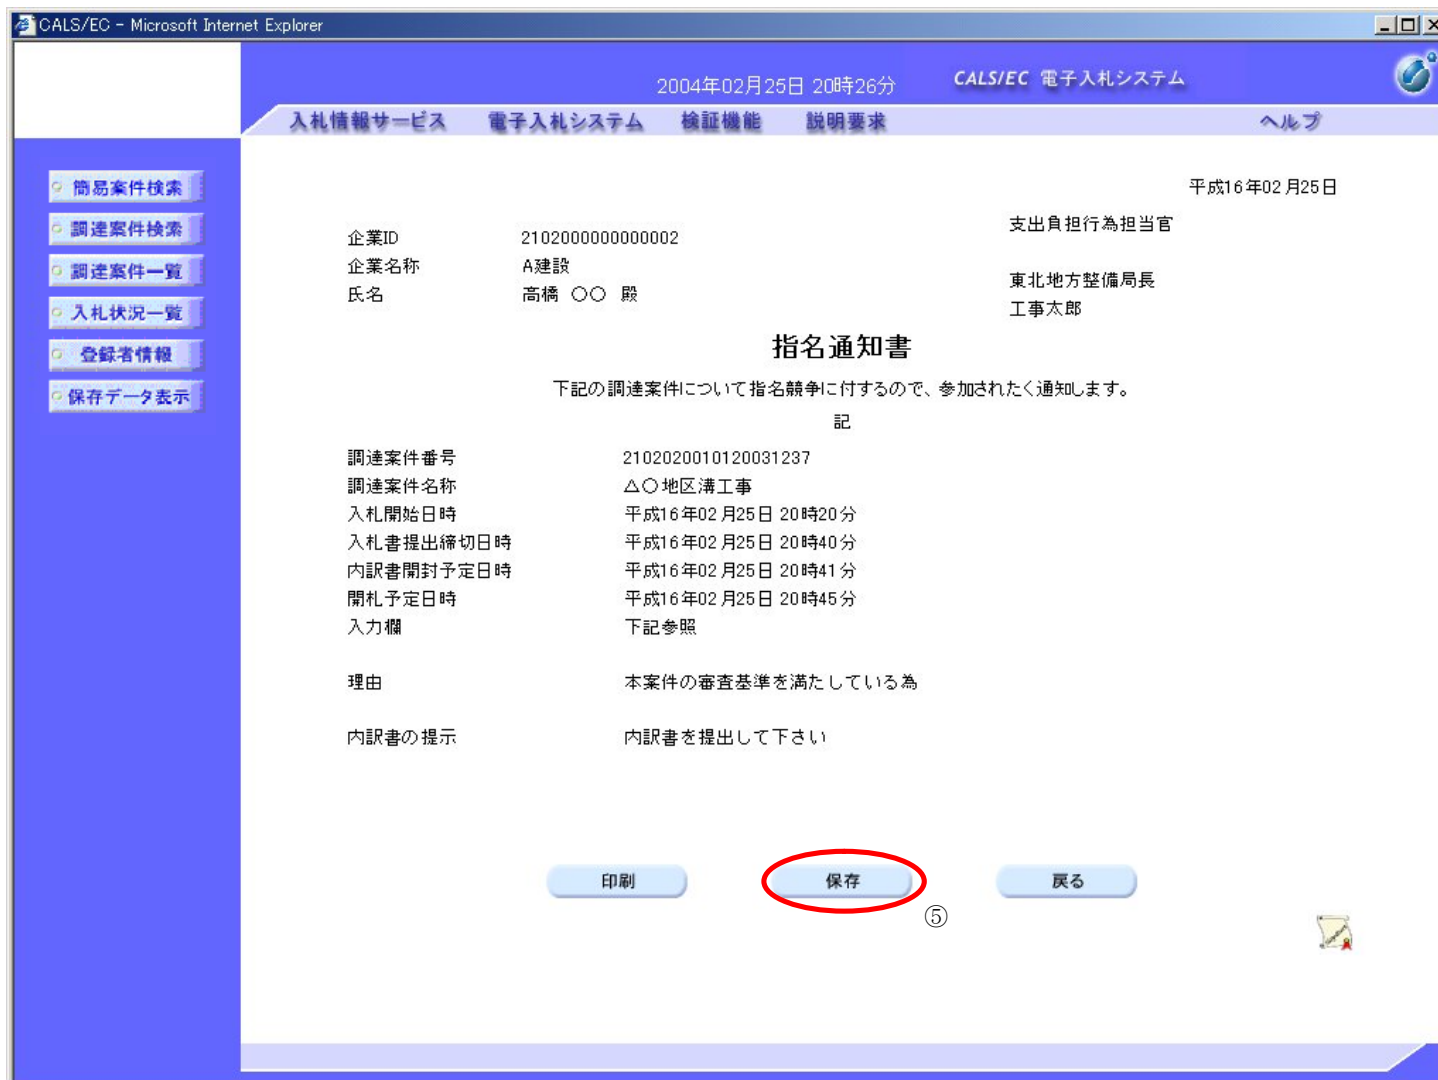 CALS/EC - Microsoft Internet Explorer
2004年02月25日 20時26分
CALS/EC 電子入札システム
入札情報サービス 電子入札システム 検証機能 説明要求 ヘルプ
簡易案件検索
調達案件検索
調達案件一覧
入札状況一覧
登録者情報
保存データ表示
平成16年02月25日
支出負担行為担当官
企業ID 2102000000000002
企業名称 A建設
東北地方整備局長
氏名 高橋 〇〇 殿
工事太郎
指名通知書
下記の調達案件について指名競争に付するので、参加されたく通知します。
記
調達案件番号 2102020010120031237
調達案件名称 △〇地区溝工事
入札開始日時 平成16年02月25日 20時20分
入札書提出締切日時 平成16年02月25日 20時40分
内訳書開封予定日時 平成16年02月25日 20時41分
開札予定日時 平成16年02月25日 20時45分
入力欄 下記参照
理由 本案件の審査基準を満たしている為
内訳書の提示 内訳書を提出して下さい
印刷 保存 戻る
⑤